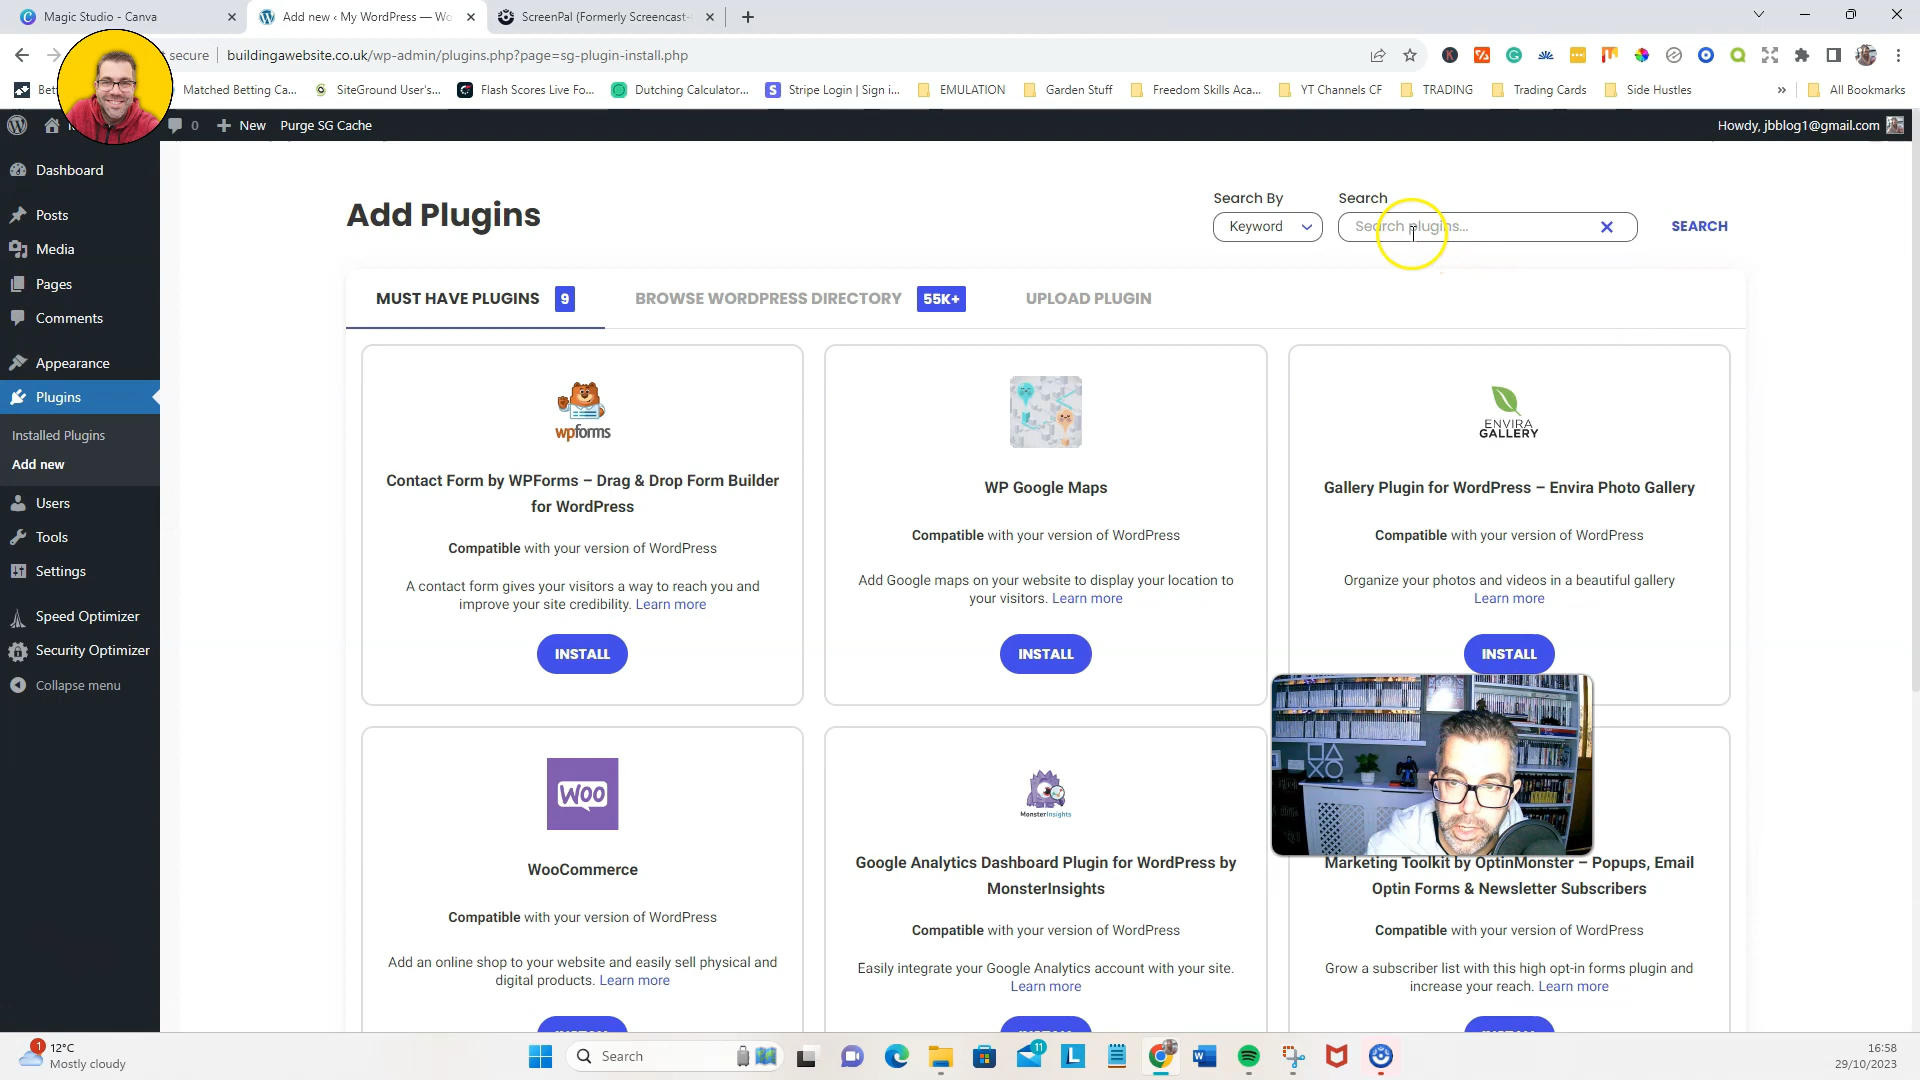 Magic Studio - Canva
Add new ‹ My WordPress — Wo
ScreenPal (Formerly Screencast-
secure
buildingawebsite.co.uk/wp-admin/plugins.php?page=sg-plugin-install.php
Bet
Matched Betting Ca...
SiteGround User's...
Flash Scores Live Fo...
Dutching Calculator...
Stripe Login | Sign i...
EMULATION
Garden Stuff
Freedom Skills Aca...
YT Channels CF
TRADING
Trading Cards
Side Hustles
»
All Bookmarks
0
New
Purge SG Cache
Howdy, jbblog1@gmail.com
Dashboard
Posts
Media
Pages
Comments
Appearance
Plugins
Installed Plugins
Add new
Users
Tools
Settings
Speed Optimizer
Security Optimizer
Collapse menu
Add Plugins
Search By
Keyword
Search
Search plugins...
SEARCH
MUST HAVE PLUGINS 9
BROWSE WORDPRESS DIRECTORY 55K+
UPLOAD PLUGIN
wpforms
Contact Form by WPForms – Drag & Drop Form Builder
for WordPress
Compatible with your version of WordPress
A contact form gives your visitors a way to reach you and
improve your site credibility. Learn more
INSTALL
WP Google Maps
Compatible with your version of WordPress
Add Google maps on your website to display your location to
your visitors. Learn more
INSTALL
ENVIRA
GALLERY
Gallery Plugin for WordPress – Envira Photo Gallery
Compatible with your version of WordPress
Organize your photos and videos in a beautiful gallery
Learn more
INSTALL
WOO
WooCommerce
Compatible with your version of WordPress
Add an online shop to your website and easily sell physical and
digital products. Learn more
INSTALL
MonsterInsights
Google Analytics Dashboard Plugin for WordPress by
MonsterInsights
Compatible with your version of WordPress
Easily integrate your Google Analytics account with your site.
Learn more
INSTALL
Marketing Toolkit by OptinMonster – Popups, Email
Optin Forms & Newsletter Subscribers
Compatible with your version of WordPress
Grow a subscriber list with this high opt-in forms plugin and
increase your reach. Learn more
INSTALL
1
12°C
Mostly cloudy
Search
11
16:58
29/10/2023